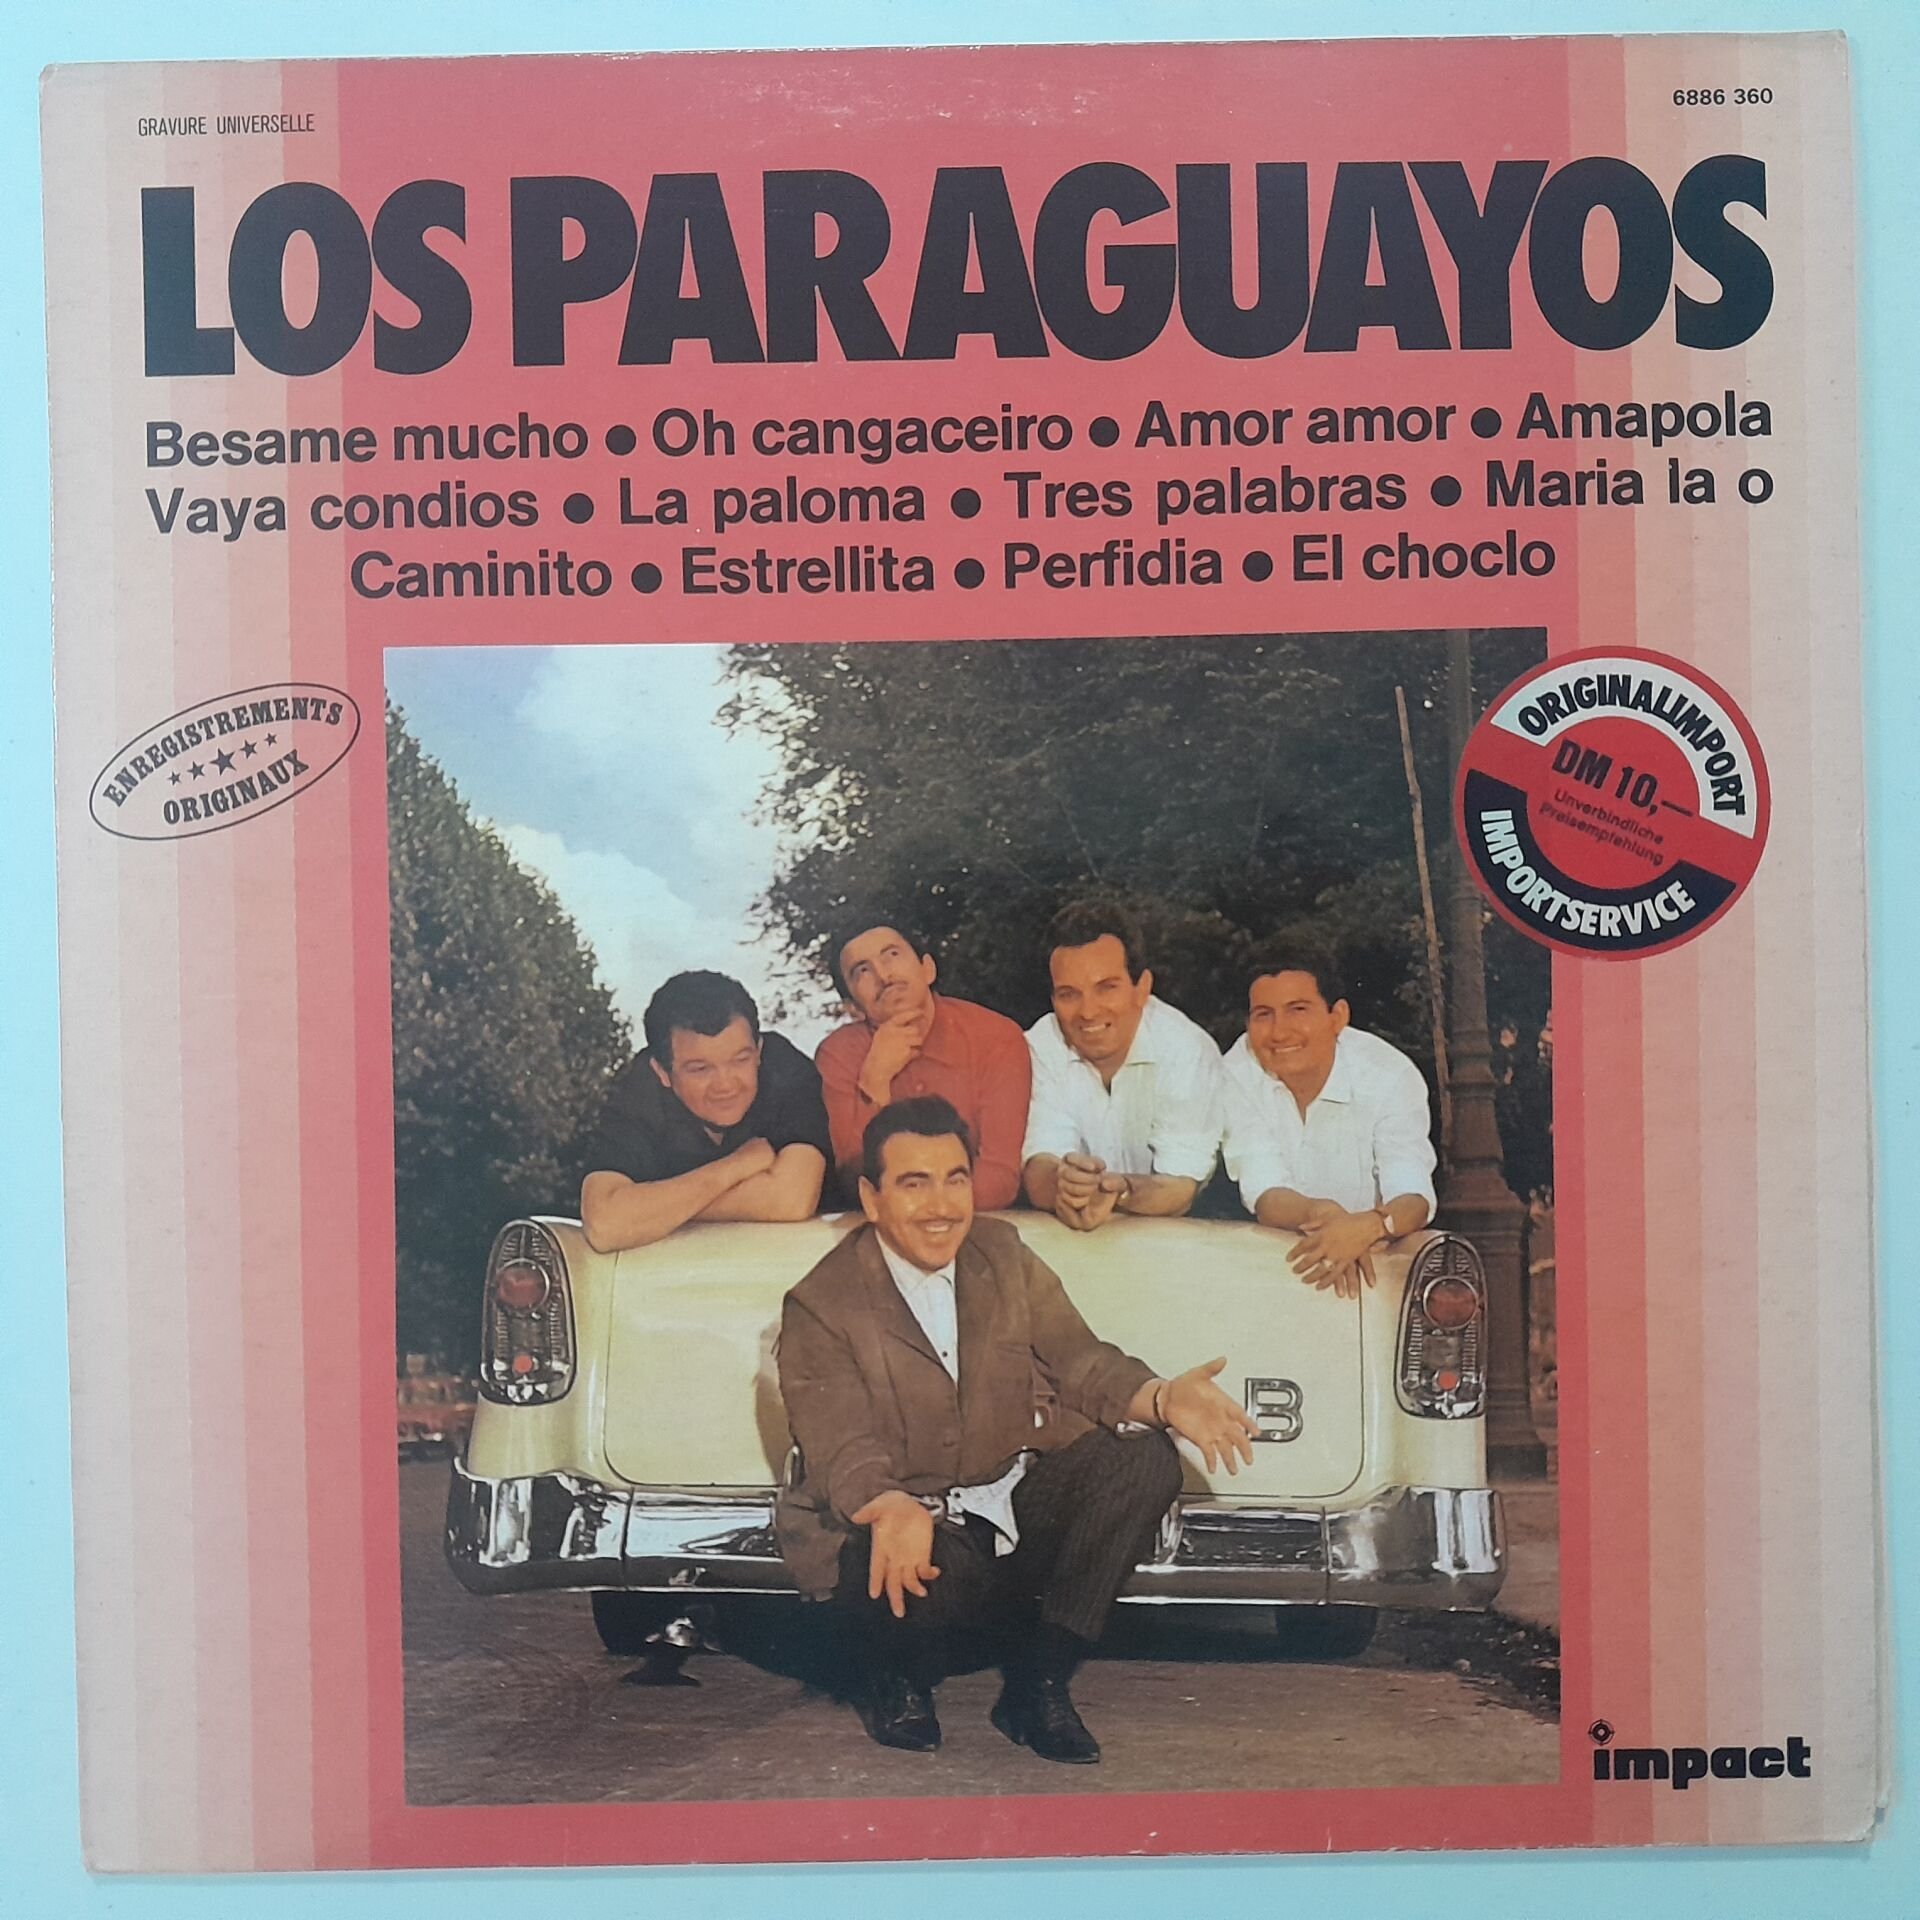 GRAVURE UNIVERSELLE
6886 360
LOS PARAGUAYOS
Besame mucho ● Oh cangaceiro ● Amor amor ● Amapola
Vaya condios ● La paloma ● Tres palabras ● Maria la o
Caminito ● Estrellita ● Perfidia ● El choclo
ENREGISTREMENTS
ORIGINAUX
ORIGINALIMPORT
DM 10,—
Unverbindliche
Preisempfehlung
IMPORTSERVICE
B
impact